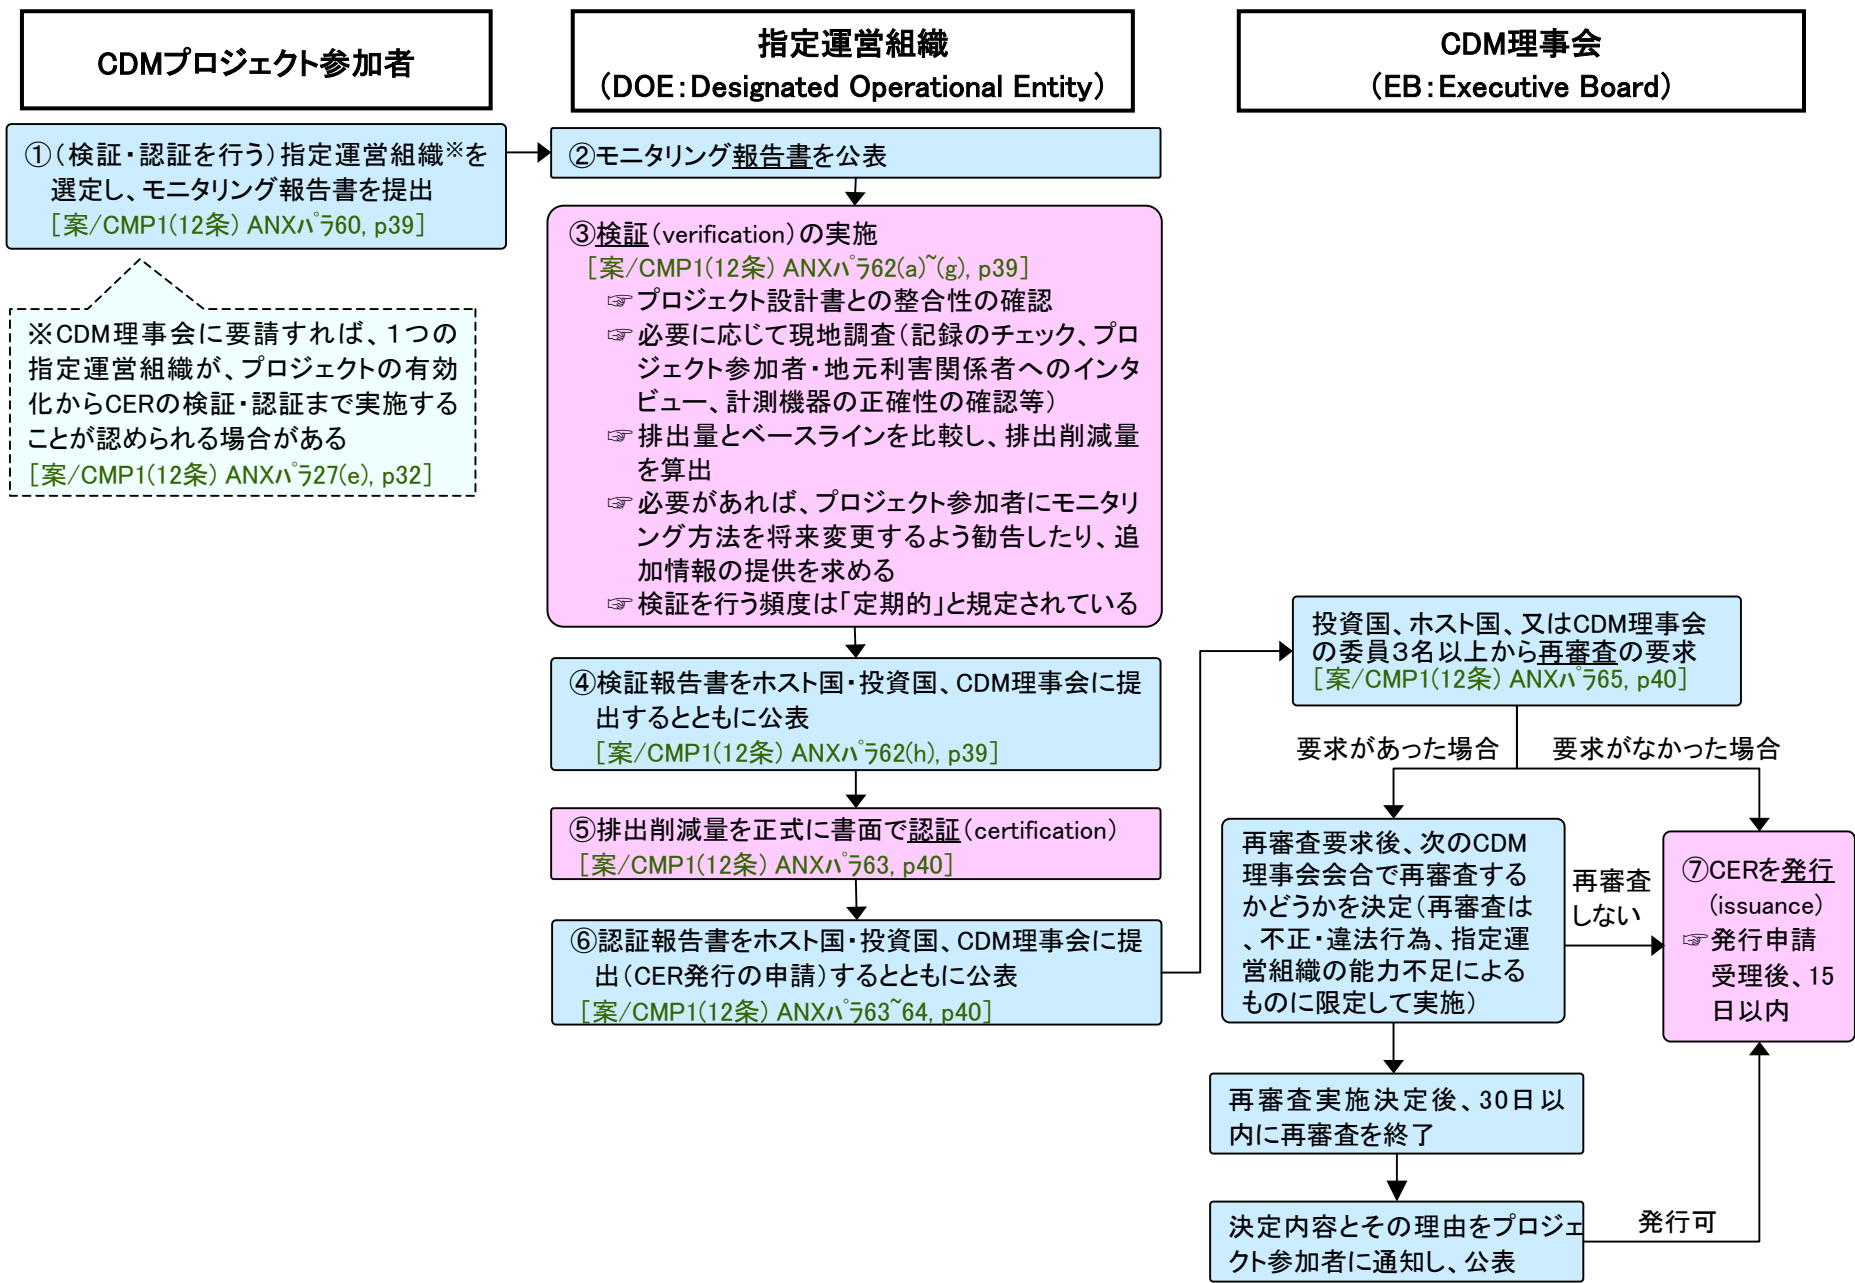 CDMプロジェクト参加者
指定運営組織
（DOE：Designated Operational Entity）
CDM理事会
（EB：Executive Board）
①（検証・認証を行う）指定運営組織※を
選定し、モニタリング報告書を提出
［案/CMP1(12条) ANXﾊﾟﾗ60, p39］
※CDM理事会に要請すれば、１つの
指定運営組織が、プロジェクトの有効
化からCERの検証・認証まで実施する
ことが認められる場合がある
［案/CMP1(12条) ANXﾊﾟﾗ27(e), p32］
②モニタリング報告書を公表
③検証（verification）の実施
［案/CMP1(12条) ANXﾊﾟﾗ62(a)~(g), p39］
☞プロジェクト設計書との整合性の確認
☞必要に応じて現地調査（記録のチェック、プロ
ジェクト参加者・地元利害関係者へのインタ
ビュー、計測機器の正確性の確認等）
☞排出量とベースラインを比較し、排出削減量
を算出
☞必要があれば、プロジェクト参加者にモニタリ
ング方法を将来変更するよう勧告したり、追
加情報の提供を求める
☞検証を行う頻度は「定期的」と規定されている
④検証報告書をホスト国・投資国、CDM理事会に提
出するとともに公表
［案/CMP1(12条) ANXﾊﾟﾗ62(h), p39］
⑤排出削減量を正式に書面で認証（certification）
［案/CMP1(12条) ANXﾊﾟﾗ63, p40］
⑥認証報告書をホスト国・投資国、CDM理事会に提
出（CER発行の申請）するとともに公表
［案/CMP1(12条) ANXﾊﾟﾗ63~64, p40］
投資国、ホスト国、又はCDM理事会
の委員３名以上から再審査の要求
［案/CMP1(12条) ANXﾊﾟﾗ65, p40］
要求があった場合
要求がなかった場合
再審査要求後、次のCDM
理事会会合で再審査する
かどうかを決定（再審査は
、不正・違法行為、指定運
営組織の能力不足による
ものに限定して実施）
再審査
しない
⑦CERを発行
（issuance）
☞発行申請
受理後、15
日以内
再審査実施決定後、30日以
内に再審査を終了
決定内容とその理由をプロジェ
クト参加者に通知し、公表
発行可